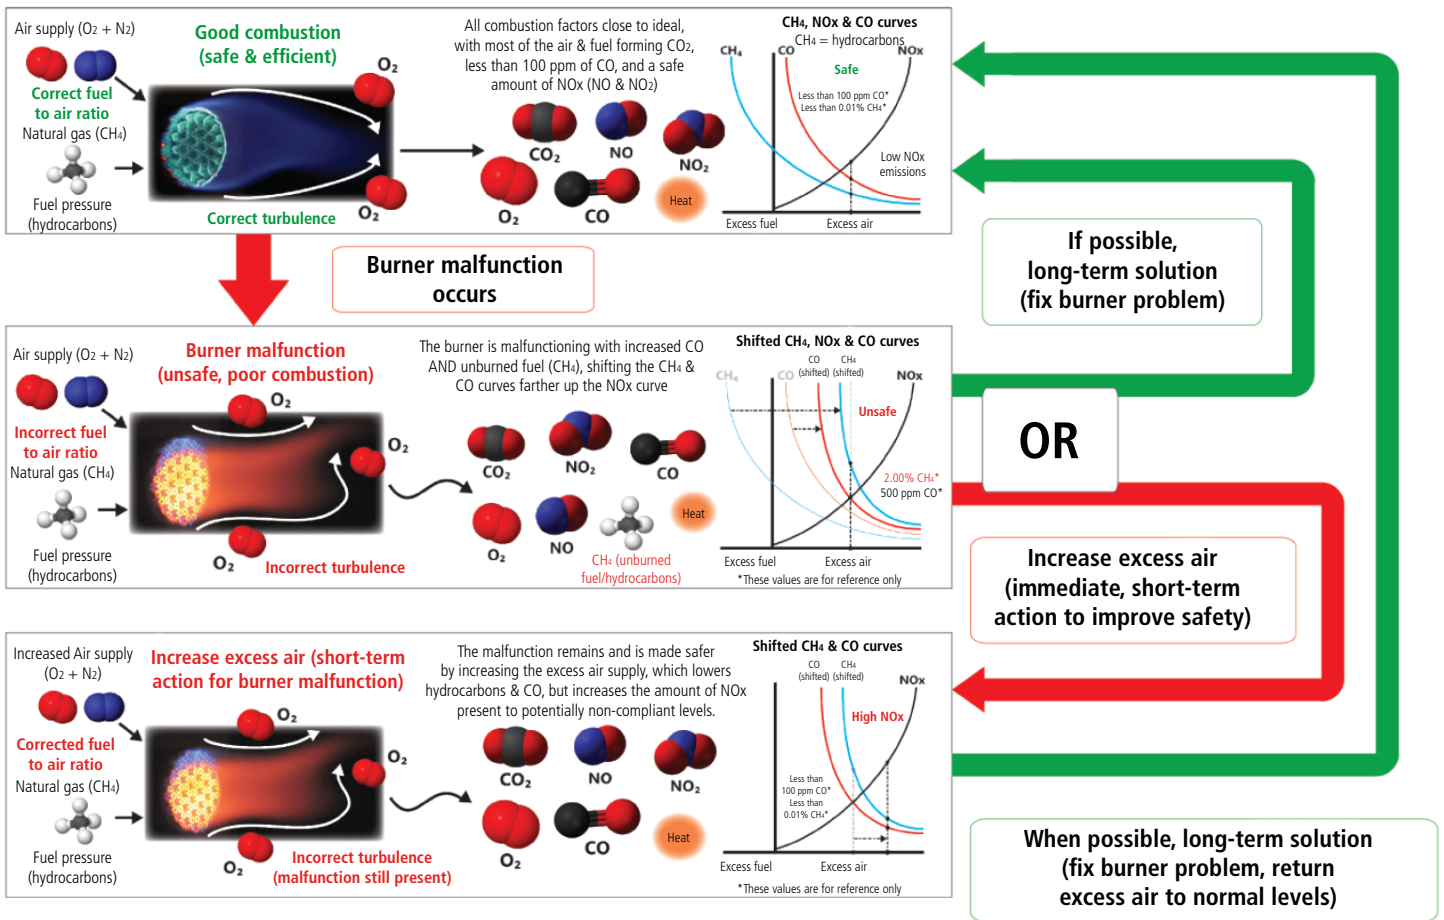 Air supply (O2 + N2)
Correct fuel
to air ratio
Natural gas (CH4)
Fuel pressure
(hydrocarbons)
Good combustion
(safe & efficient)
O2
O2
Correct turbulence
All combustion factors close to ideal,
with most of the air & fuel forming CO2,
less than 100 ppm of CO, and a safe
amount of NOx (NO & NO2)
CO2
NO
NO2
O2
CO
Heat
CH4, NOx & CO curves
CH4 = hydrocarbons
CH4
CO
NOx
Safe
Less than 100 ppm CO*
Less than 0.01% CH4*
Low NOx
emissions
Excess fuel
Excess air
Burner malfunction
occurs
If possible,
long-term solution
(fix burner problem)
Air supply (O2 + N2)
Incorrect fuel
to air ratio
Natural gas (CH4)
Fuel pressure
(hydrocarbons)
Burner malfunction
(unsafe, poor combustion)
O2
O2
O2
Incorrect turbulence
The burner is malfunctioning with increased CO
AND unburned fuel (CH4), shifting the CH4 &
CO curves farther up the NOx curve
CO2
NO2
CO
O2
NO
CH4 (unburned
fuel/hydrocarbons)
Heat
Shifted CH4, NOx & CO curves
CH4
CO
CO
(shifted)
CH4
(shifted)
NOx
Unsafe
2.00% CH4*
500 ppm CO*
Excess fuel
Excess air
*These values are for reference only
OR
Increase excess air
(immediate, short-term
action to improve safety)
Increased Air supply
(O2 + N2)
Corrected fuel
to air ratio
Natural gas (CH4)
Fuel pressure
(hydrocarbons)
Increase excess air (short-term
action for burner malfunction)
O2
O2
O2
Incorrect turbulence
(malfunction still present)
The malfunction remains and is made safer
by increasing the excess air supply, which lowers
hydrocarbons & CO, but increases the amount of NOx
present to potentially non-compliant levels.
CO2
NO
NO2
O2
CO
Heat
Shifted CH4 & CO curves
CO
(shifted)
CH4
(shifted)
NOx
High NOx
Less than
100 ppm CO*
Less than
0.01% CH4*
Excess fuel
Excess air
*These values are for reference only
When possible, long-term solution
(fix burner problem, return
excess air to normal levels)